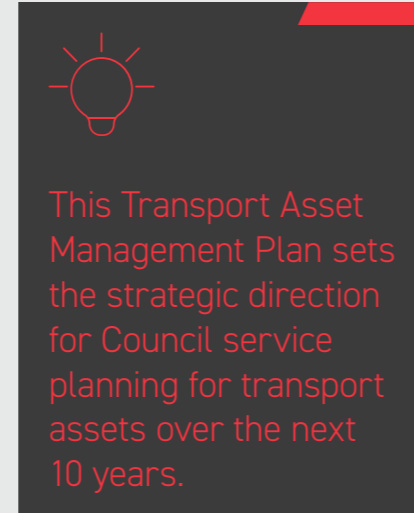 This Transport Asset
Management Plan sets
the strategic direction
for Council service
planning for transport
assets over the next
10 years.